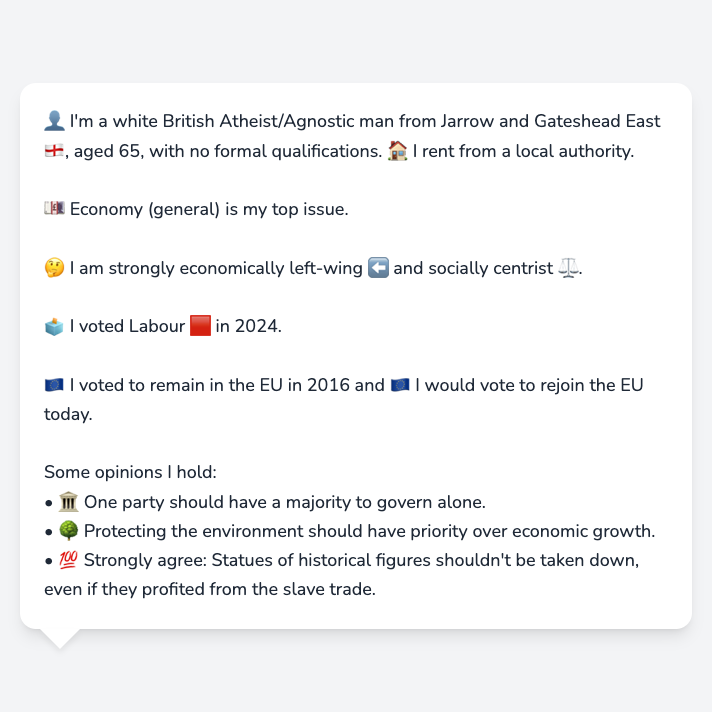 👤 I'm a white British Atheist/Agnostic man from Jarrow and Gateshead East
🏴󠁧󠁢󠁥󠁮󠁧󠁿, aged 65, with no formal qualifications. 🏠 I rent from a local authority.
💷 Economy (general) is my top issue.
🤔 I am strongly economically left-wing ⬅️ and socially centrist ⚖️.
🗳️ I voted Labour 🟥 in 2024.
🇪🇺 I voted to remain in the EU in 2016 and 🇪🇺 I would vote to rejoin the EU
today.
Some opinions I hold:
• 🏛️ One party should have a majority to govern alone.
• 🌳 Protecting the environment should have priority over economic growth.
• 💯 Strongly agree: Statues of historical figures shouldn't be taken down,
even if they profited from the slave trade.